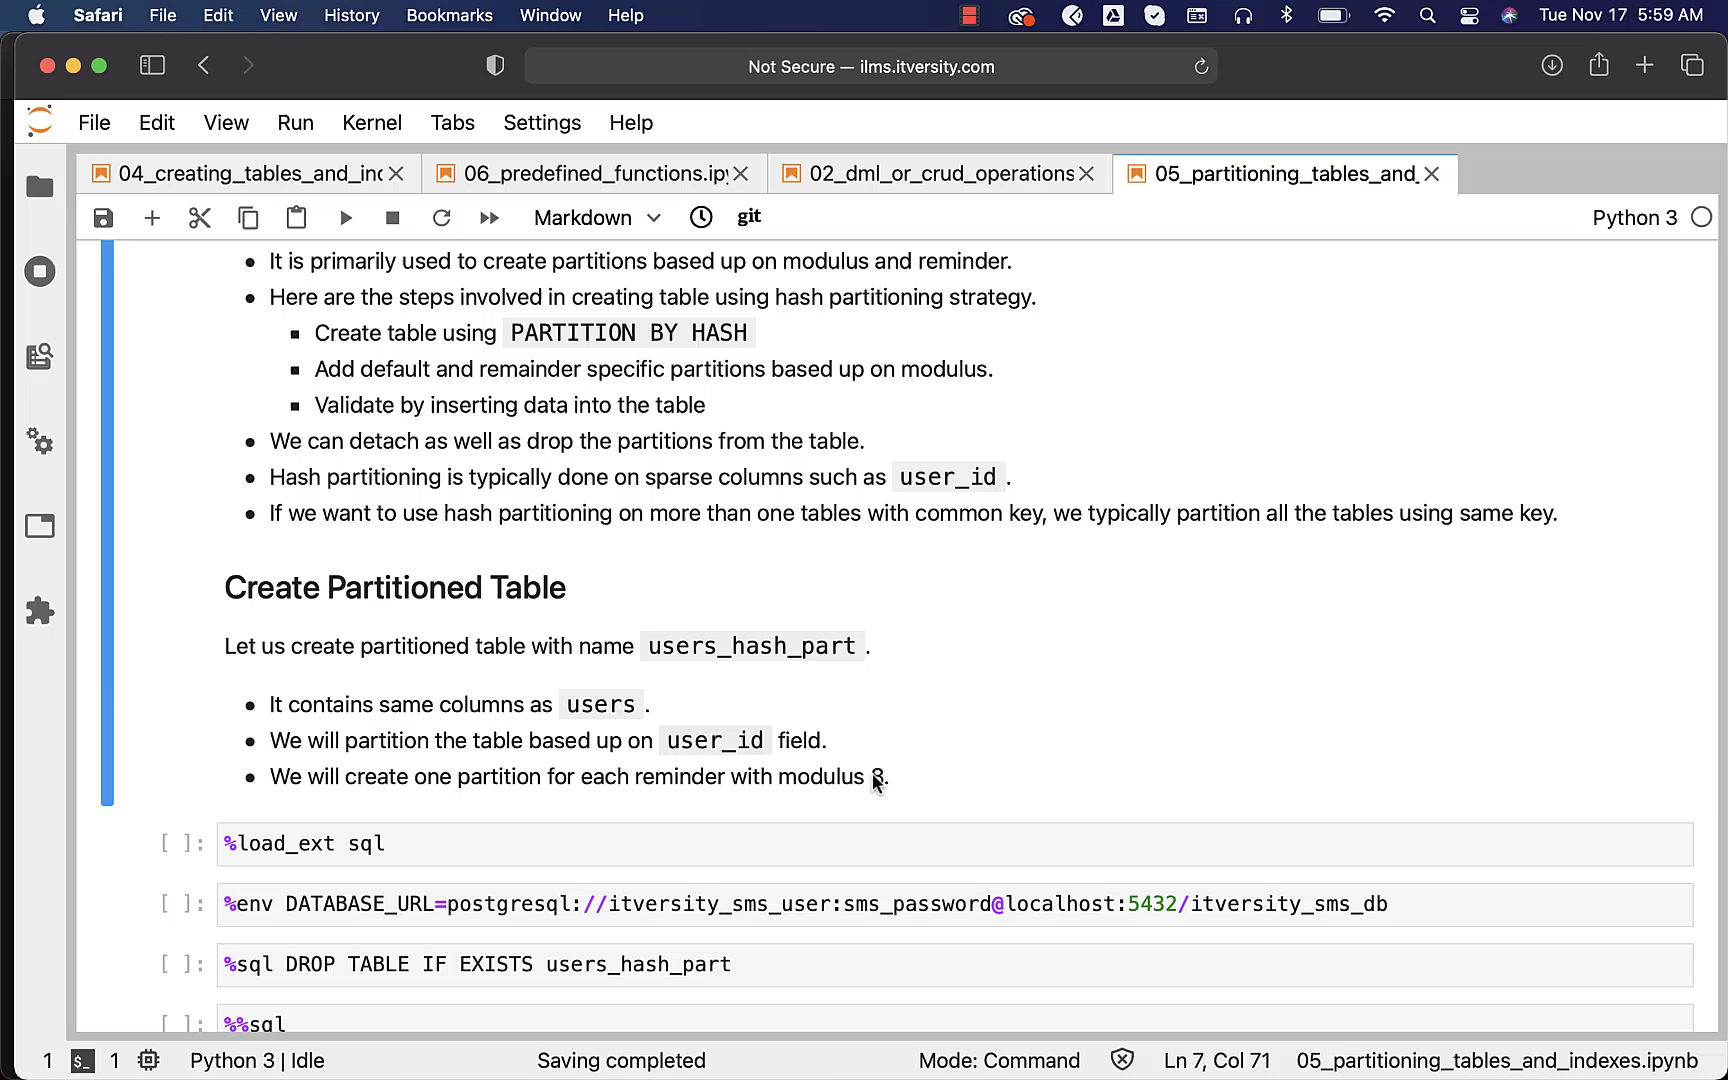 Safari File Edit View History Bookmarks Window Help Tue Nov 17 5:59 AM
Not Secure — ilms.itversity.com
File Edit View Run Kernel Tabs Settings Help
04_creating_tables_and_inc 06_predefined_functions.ipy 02_dml_or_crud_operations 05_partitioning_tables_and_
Markdown git Python 3
• It is primarily used to create partitions based up on modulus and reminder.
• Here are the steps involved in creating table using hash partitioning strategy.
▪ Create table using PARTITION BY HASH
▪ Add default and remainder specific partitions based up on modulus.
▪ Validate by inserting data into the table
• We can detach as well as drop the partitions from the table.
• Hash partitioning is typically done on sparse columns such as user_id .
• If we want to use hash partitioning on more than one tables with common key, we typically partition all the tables using same key.
Create Partitioned Table
Let us create partitioned table with name users_hash_part .
• It contains same columns as users .
• We will partition the table based up on user_id field.
• We will create one partition for each reminder with modulus 8.
[ ]: %load_ext sql
[ ]: %env DATABASE_URL=postgresql://itversity_sms_user:sms_password@localhost:5432/itversity_sms_db
[ ]: %sql DROP TABLE IF EXISTS users_hash_part
[ ]: %%sql
1 $_ 1 Python 3 | Idle Saving completed Mode: Command Ln 7, Col 71 05_partitioning_tables_and_indexes.ipynb